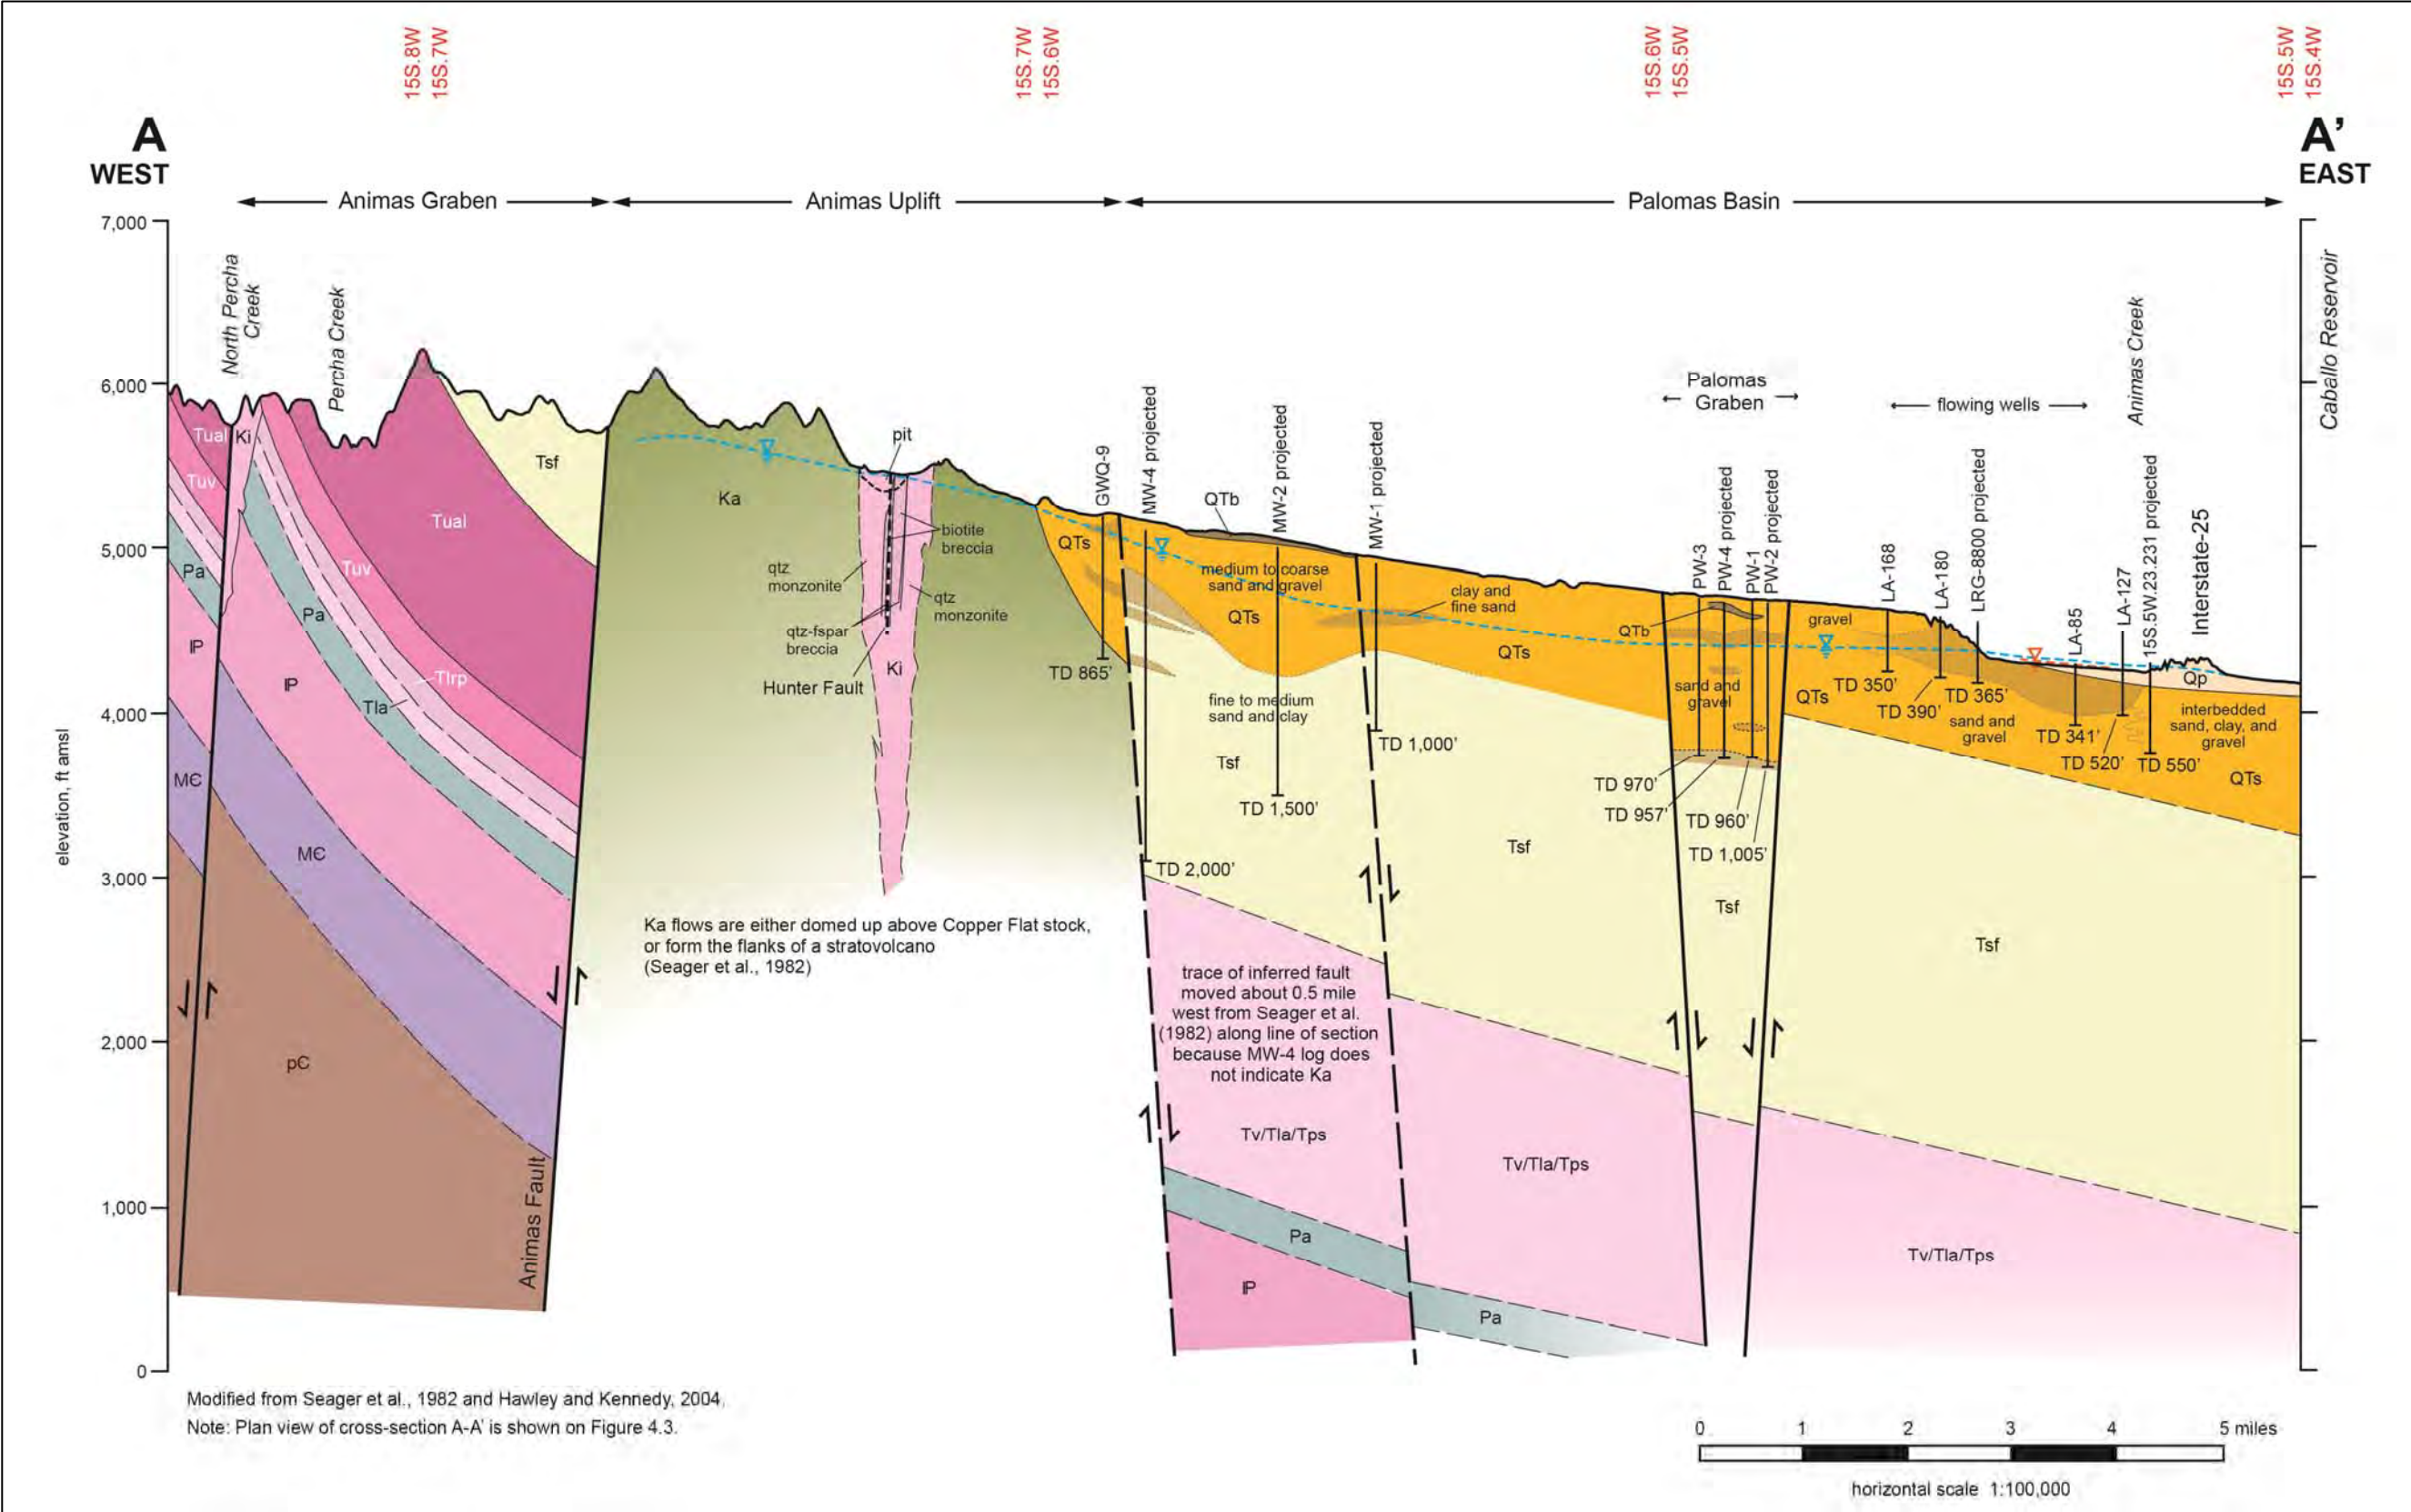 15S.8W
15S.7W
15S.7W
15S.6W
15S.6W
15S.5W
15S.5W
15S.4W
A
WEST
A’
EAST
Animas Graben
Animas Uplift
Palomas Basin
7,000
6,000
5,000
4,000
3,000
2,000
1,000
0
elevation, ft amsl
North Percha
Creek
Percha Creek
Caballo Reservoir
Animas Creek
Interstate-25
Palomas
Graben
flowing wells
Tual
Ki
Tuv
Pa
IP
MЄ
Tual
Tsf
Tuv
Pa
Tlrp
Tla
IP
MЄ
pЄ
Animas Fault
Ka
pit
biotite
breccia
qtz
monzonite
qtz
monzonite
qtz-fspar
breccia
Hunter Fault
Ki
Ka flows are either domed up above Copper Flat stock,
or form the flanks of a stratovolcano
(Seager et al., 1982)
GWQ-9
TD 865’
MW-4 projected
TD 2,000’
QTb
MW-2 projected
TD 1,500’
MW-1 projected
TD 1,000’
QTs
medium to coarse
sand and gravel
QTs
fine to medium
sand and clay
Tsf
clay and
fine sand
QTs
Tsf
trace of inferred fault
moved about 0.5 mile
west from Seager et al.
(1982) along line of section
because MW-4 log does
not indicate Ka
Tv/Tla/Tps
Pa
IP
Tv/Tla/Tps
Pa
PW-3
PW-4 projected
PW-1
PW-2 projected
QTb
sand and
gravel
TD 970’
TD 957’
TD 960’
TD 1,005’
Tsf
gravel
QTs
LA-168
TD 350’
LA-180
TD 390’
LRG-8800 projected
TD 365’
sand and
gravel
LA-85
TD 341’
LA-127
TD 520’
15S.5W.23.231 projected
TD 550’
Qp
interbedded
sand, clay, and
gravel
QTs
Tsf
Tv/Tla/Tps
Modified from Seager et al., 1982 and Hawley and Kennedy, 2004.
Note: Plan view of cross-section A-A’ is shown on Figure 4.3.
0 1 2 3 4 5 miles
horizontal scale 1:100,000